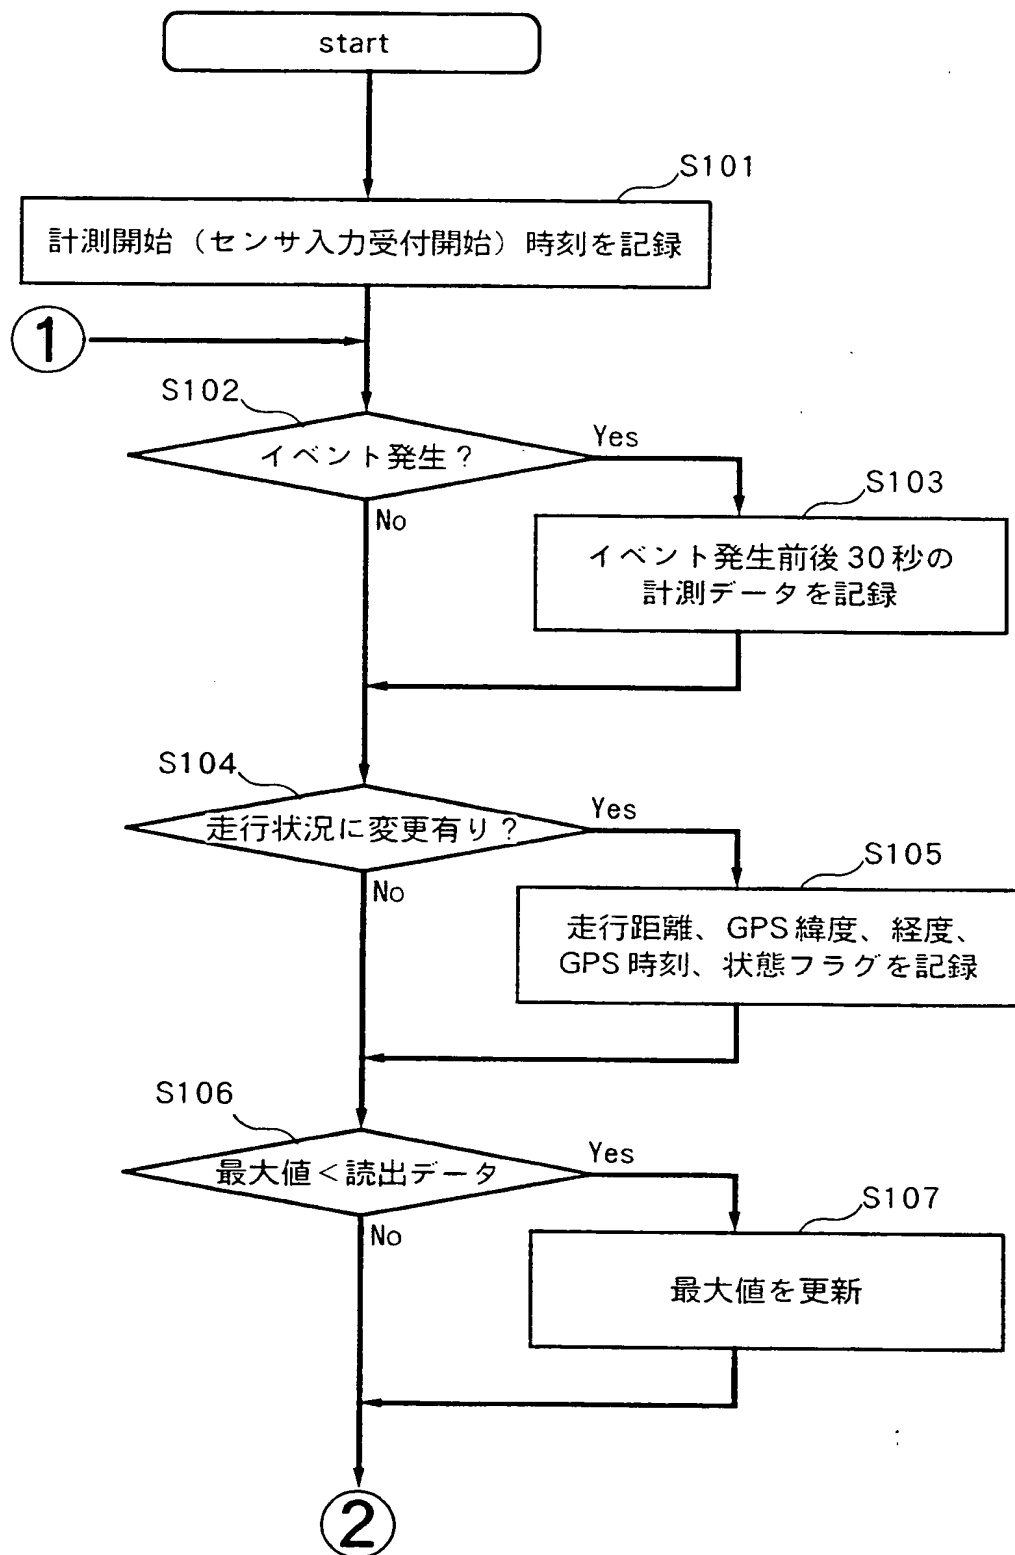 start
S101
計測開始（センサ入力受付開始）時刻を記録
1
S102
イベント発生？
Yes
No
S103
イベント発生前後30秒の
計測データを記録
S104
走行状況に変更有り？
Yes
No
S105
走行距離、GPS緯度、経度、
GPS時刻、状態フラグを記録
S106
最大値＜読出データ
Yes
No
S107
最大値を更新
2